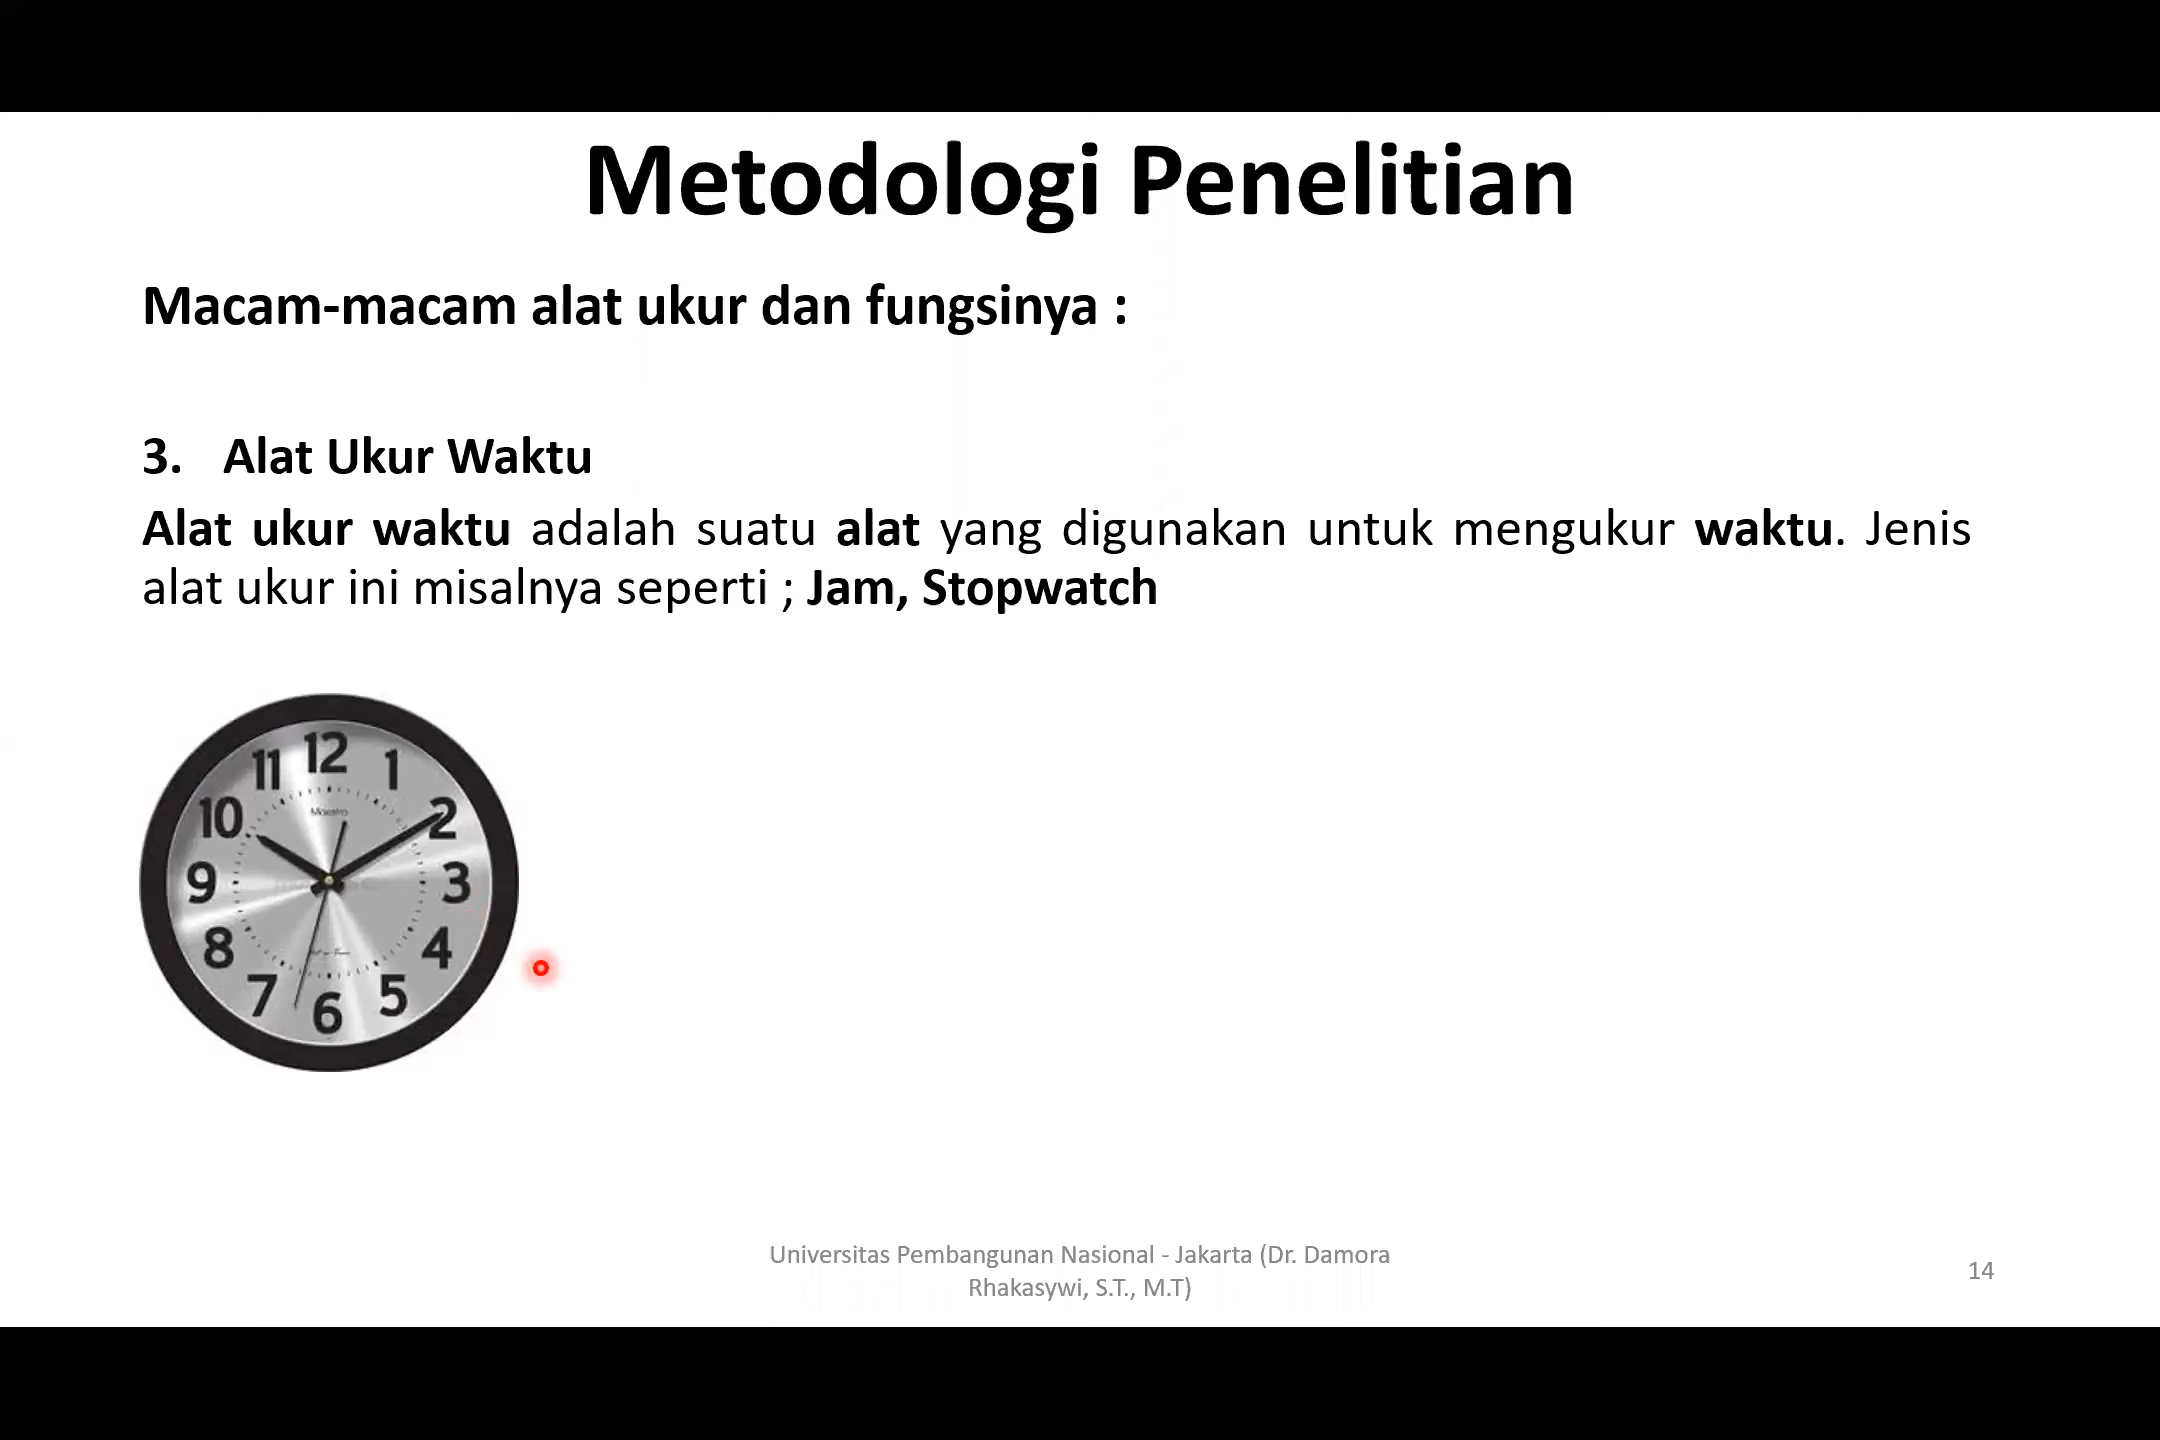 Metodologi Penelitian
Macam-macam alat ukur dan fungsinya :
3. Alat Ukur Waktu
Alat ukur waktu adalah suatu alat yang digunakan untuk mengukur waktu. Jenis
alat ukur ini misalnya seperti ; Jam, Stopwatch
12
11
1
10
2
Maestro
9
3
8
4
7
5
6
Universitas Pembangunan Nasional - Jakarta (Dr. Damora
Rhakasywi, S.T., M.T)
14